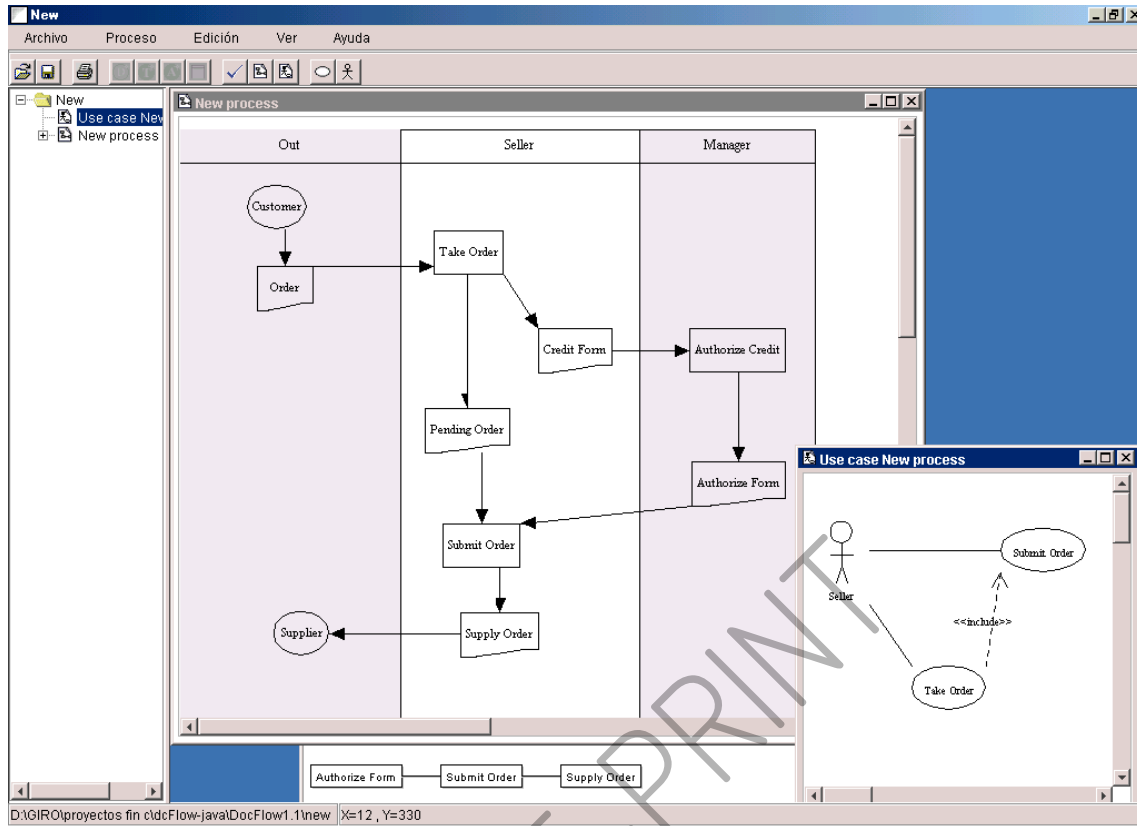 New
Archivo Proceso Edición Ver Ayuda
New
Use case New
New process
New process
Out Seller Manager
Customer
Take Order
Order
Credit Form
Authorize Credit
Pending Order
Authorize Form
Submit Order
Supplier
Supply Order
Use case New process
Submit Order
Seller
<<include>>
Take Order
Authorize Form Submit Order Supply Order
D:\GIRO\proyectos fin c\dcFlow-java\DocFlow1.1\new X=12 , Y=330
PRINT